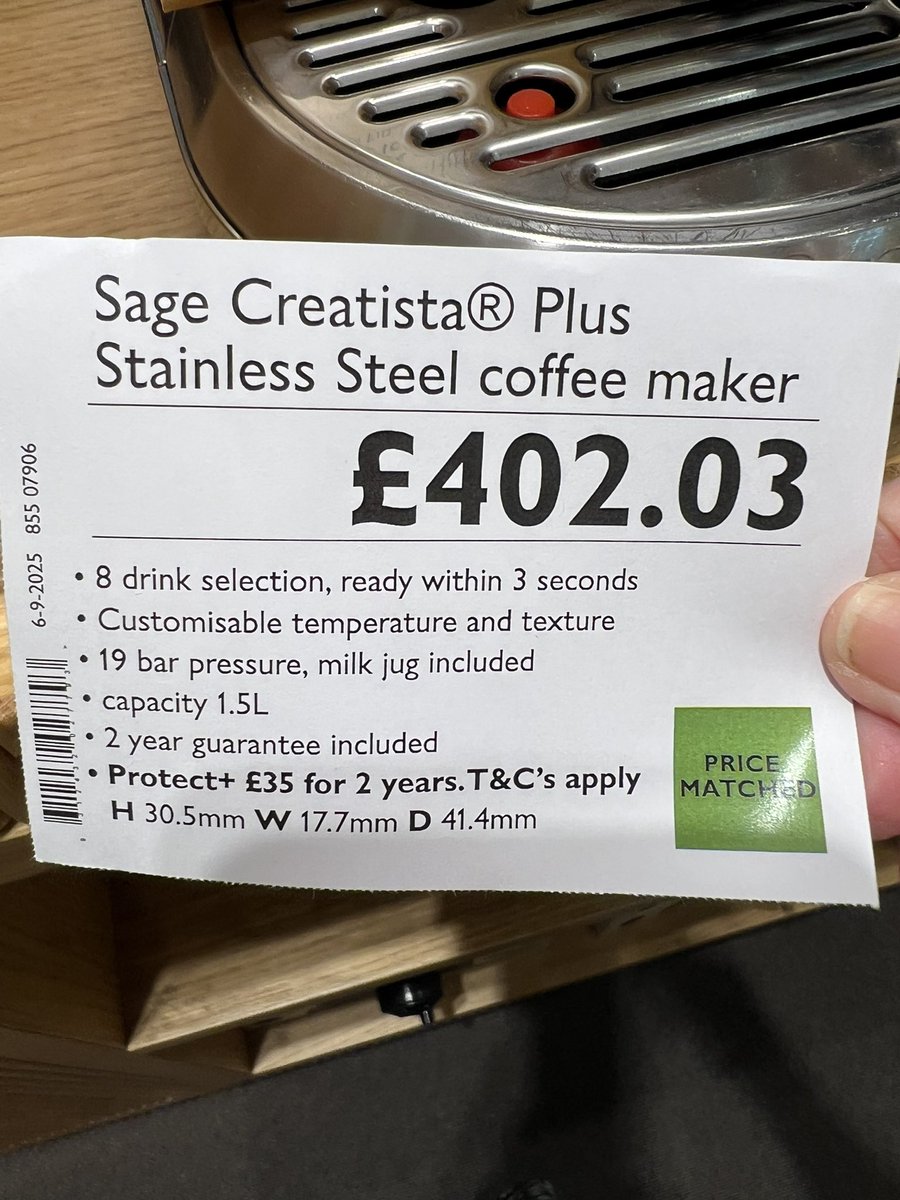 Sage Creatista® Plus
Stainless Steel coffee maker
£402.03
• 8 drink selection, ready within 3 seconds
• Customisable temperature and texture
• 19 bar pressure, milk jug included
• capacity 1.5L
• 2 year guarantee included
• Protect+ £35 for 2 years.T&C's apply
H 30.5mm W 17.7mm D 41.4mm
PRICE
MATCHED
6-9-2025 855 07906